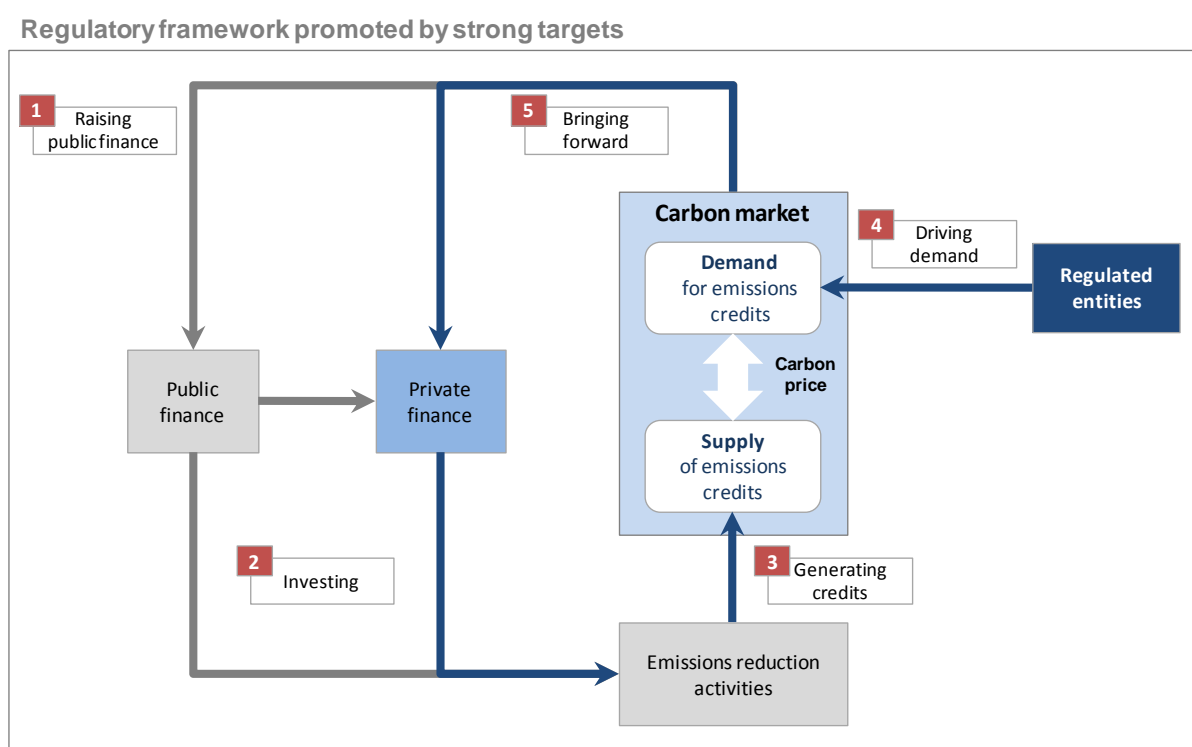 Regulatory framework promoted by strong targets
1
Raising
public finance
5
Bringing
forward
Carbon market
4
Driving
demand
Demand
for emissions
credits
Regulated
entities
Carbon
price
Public
finance
Private
finance
Supply
of emissions
credits
2
Investing
3
Generating
credits
Emissions reduction
activities